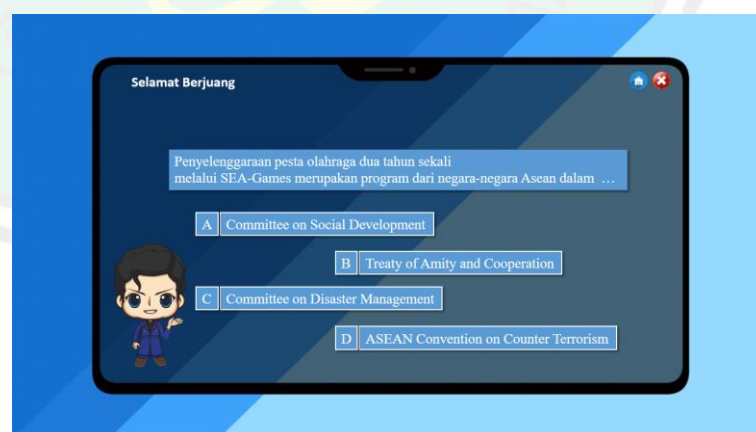 Selamat Berjuang
Penyelenggaraan pesta olahraga dua tahun sekali
melalui SEA-Games merupakan program dari negara-negara Asean dalam …
A Committee on Social Development
B Treaty of Amity and Cooperation
C Committee on Disaster Management
D ASEAN Convention on Counter Terrorism